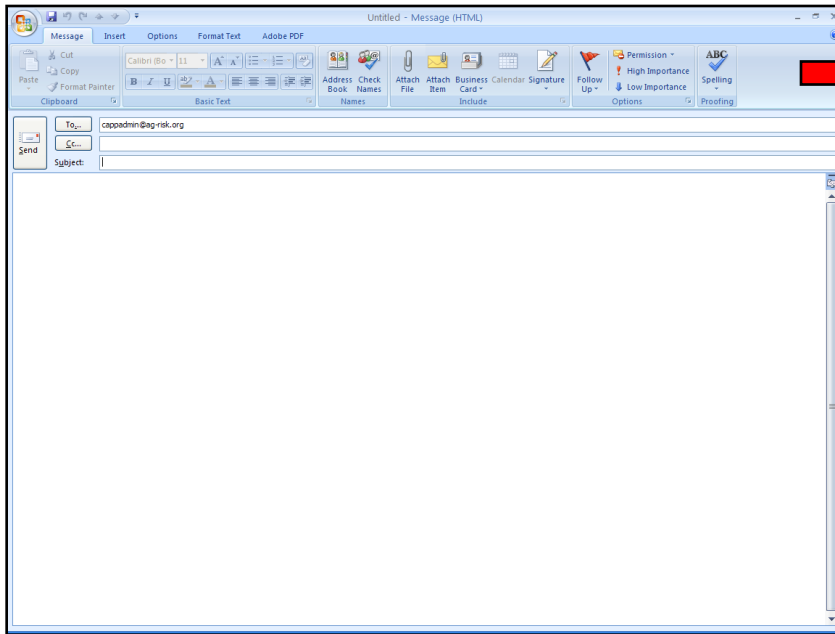 Untitled - Message (HTML)
Message Insert Options Format Text Adobe PDF
Paste
Cut
Copy
Format Painter
Clipboard
Calibri (Bo 11
B I U ab A
Basic Text
Address Book
Check Names
Names
Attach File
Attach Item
Business Card
Calendar
Signature
Include
Follow Up
Permission
High Importance
Low Importance
Options
ABC
Spelling
Proofing
Send
To... cappadmin@ag-risk.org
Cc...
Subject: